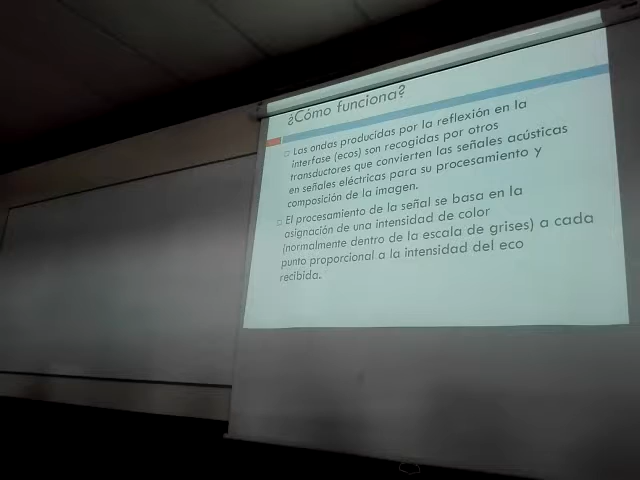 ¿Cómo funciona?
Las ondas producidas por la reflexión en la
interfase (ecos) son recogidas por otros
transductores que convierten las señales acústicas
en señales eléctricas para su procesamiento y
composición de la imagen.
El procesamiento de la señal se basa en la
asignación de una intensidad de color
(normalmente dentro de la escala de grises) a cada
punto proporcional a la intensidad del eco
recibida.